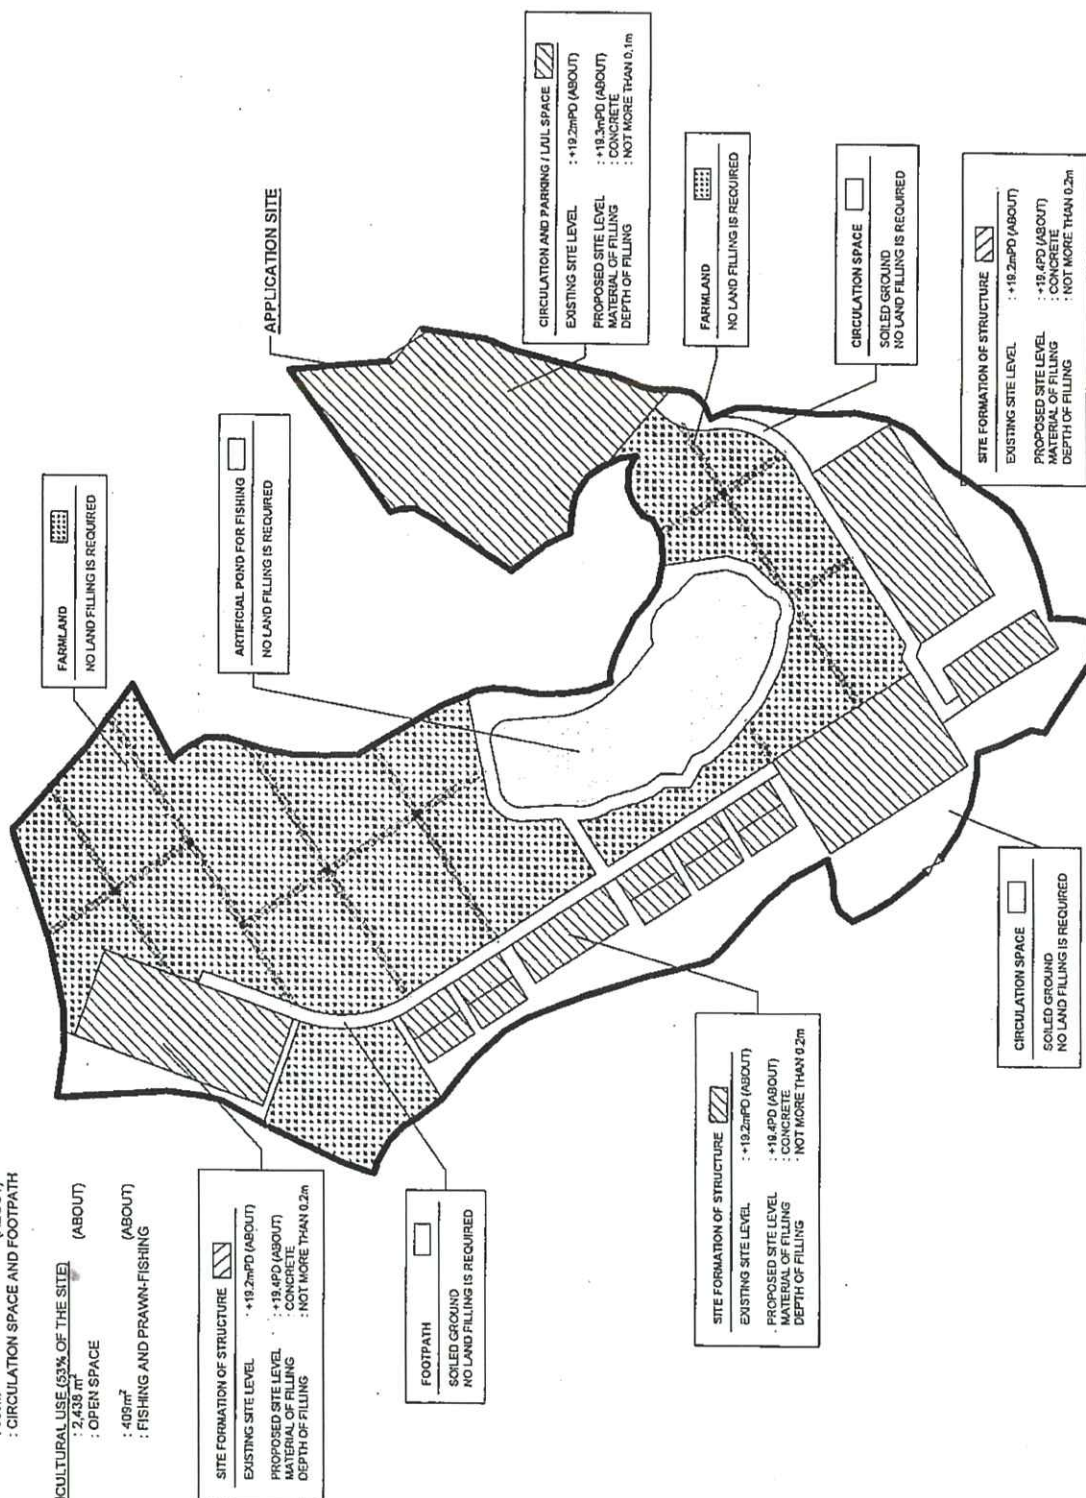 : CIRCULATION SPACE AND FOOTPATH
ICULTURAL USE (53% OF THE SITE)
: 2,438 m² (ABOUT)
: OPEN SPACE
: 409m² (ABOUT)
: FISHING AND PRAWN-FISHING
FARMLAND
NO LAND FILLING IS REQUIRED
ARTIFICIAL POND FOR FISHING
NO LAND FILLING IS REQUIRED
APPLICATION SITE
CIRCULATION AND PARKING / L/UL SPACE
EXISTING SITE LEVEL : +19.2mPD (ABOUT)
PROPOSED SITE LEVEL : +19.3mPD (ABOUT)
MATERIAL OF FILLING : CONCRETE
DEPTH OF FILLING : NOT MORE THAN 0.1m
FARMLAND
NO LAND FILLING IS REQUIRED
CIRCULATION SPACE
SOILED GROUND
NO LAND FILLING IS REQUIRED
SITE FORMATION OF STRUCTURE
EXISTING SITE LEVEL : +19.2mPD (ABOUT)
PROPOSED SITE LEVEL : +19.4PD (ABOUT)
MATERIAL OF FILLING : CONCRETE
DEPTH OF FILLING : NOT MORE THAN 0.2m
SITE FORMATION OF STRUCTURE
EXISTING SITE LEVEL : +19.2mPD (ABOUT)
PROPOSED SITE LEVEL : +19.4PD (ABOUT)
MATERIAL OF FILLING : CONCRETE
DEPTH OF FILLING : NOT MORE THAN 0.2m
FOOTPATH
SOILED GROUND
NO LAND FILLING IS REQUIRED
SITE FORMATION OF STRUCTURE
EXISTING SITE LEVEL : +19.2mPD (ABOUT)
PROPOSED SITE LEVEL : +19.4PD (ABOUT)
MATERIAL OF FILLING : CONCRETE
DEPTH OF FILLING : NOT MORE THAN 0.2m
CIRCULATION SPACE
SOILED GROUND
NO LAND FILLING IS REQUIRED